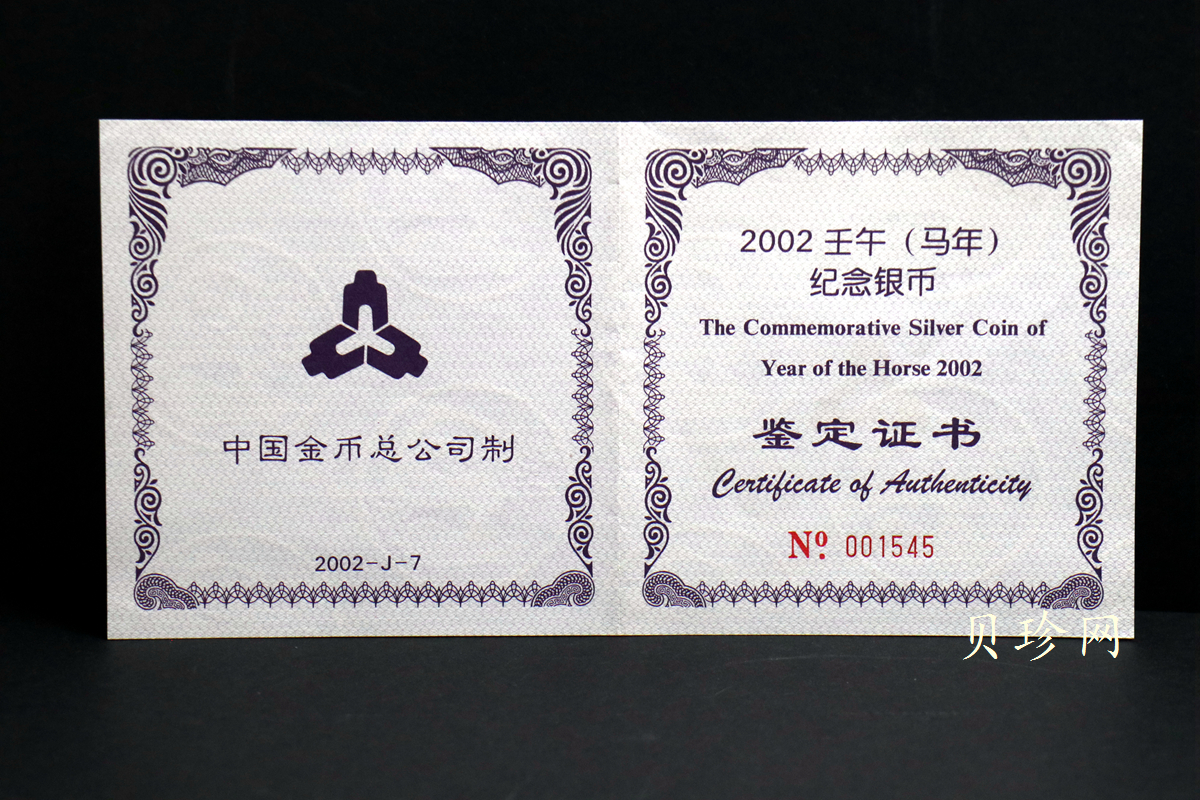 中国金币总公司制
2002-J-7
2002 壬午（马年）
纪念银币
The Commemorative Silver Coin of
Year of the Horse 2002
鉴定证书
Certificate of Authenticity
Nº. 001545
贝珍网